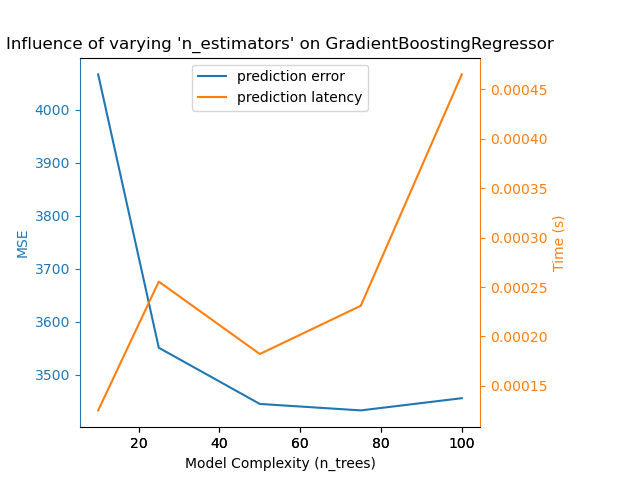 Influence of varying 'n_estimators' on GradientBoostingRegressor
prediction error
prediction latency
MSE
4000
3900
3800
3700
3600
3500
0.00045
0.00040
0.00035
0.00030
0.00025
0.00020
0.00015
Time (s)
20 40 60 80 100
Model Complexity (n_trees)